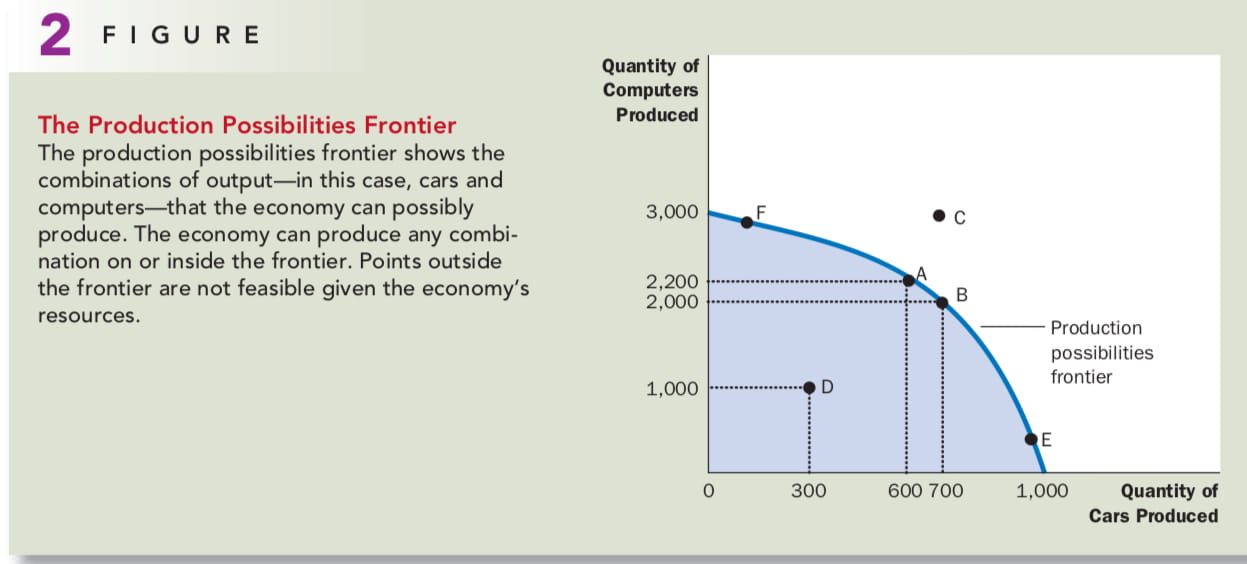 2 FIGURE
The Production Possibilities Frontier
The production possibilities frontier shows the
combinations of output—in this case, cars and
computers—that the economy can possibly
produce. The economy can produce any combi-
nation on or inside the frontier. Points outside
the frontier are not feasible given the economy's
resources.
Quantity of
Computers
Produced
3,000
F
C
2,200
A
2,000
B
Production
possibilities
frontier
1,000
D
E
0
300
600
700
1,000
Quantity of
Cars Produced